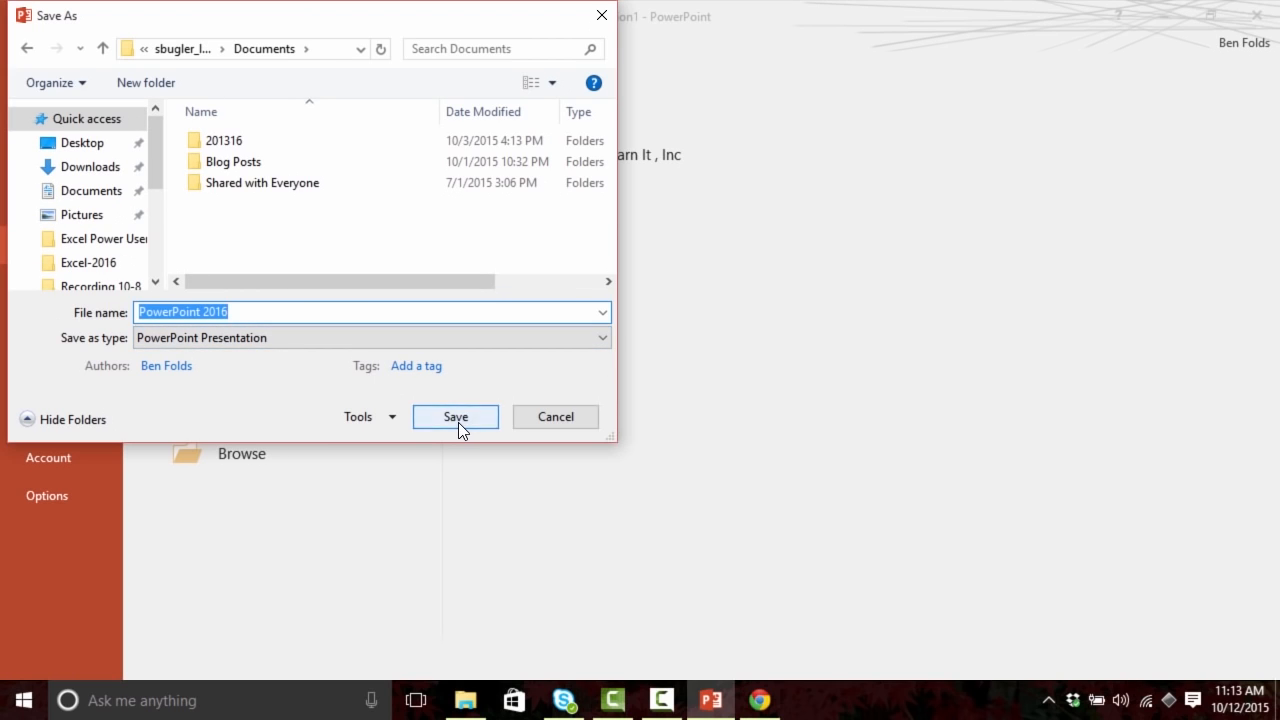 Save As
on1 - PowerPoint
Ben Folds
« sbugler_l... > Documents >
Search Documents
Organize
New folder
?
Name
Date Modified
Type
Quick access
Desktop
Downloads
Documents
Pictures
Excel Power User
Excel-2016
Recording 10-8
201316
10/3/2015 4:13 PM
Folders
Blog Posts
10/1/2015 10:32 PM
Folders
Shared with Everyone
7/1/2015 3:06 PM
Folders
arn It , Inc
File name:
PowerPoint 2016
Save as type:
PowerPoint Presentation
Authors:
Ben Folds
Tags:
Add a tag
Hide Folders
Tools
Save
Cancel
Browse
Account
Options
Ask me anything
11:13 AM
10/12/2015